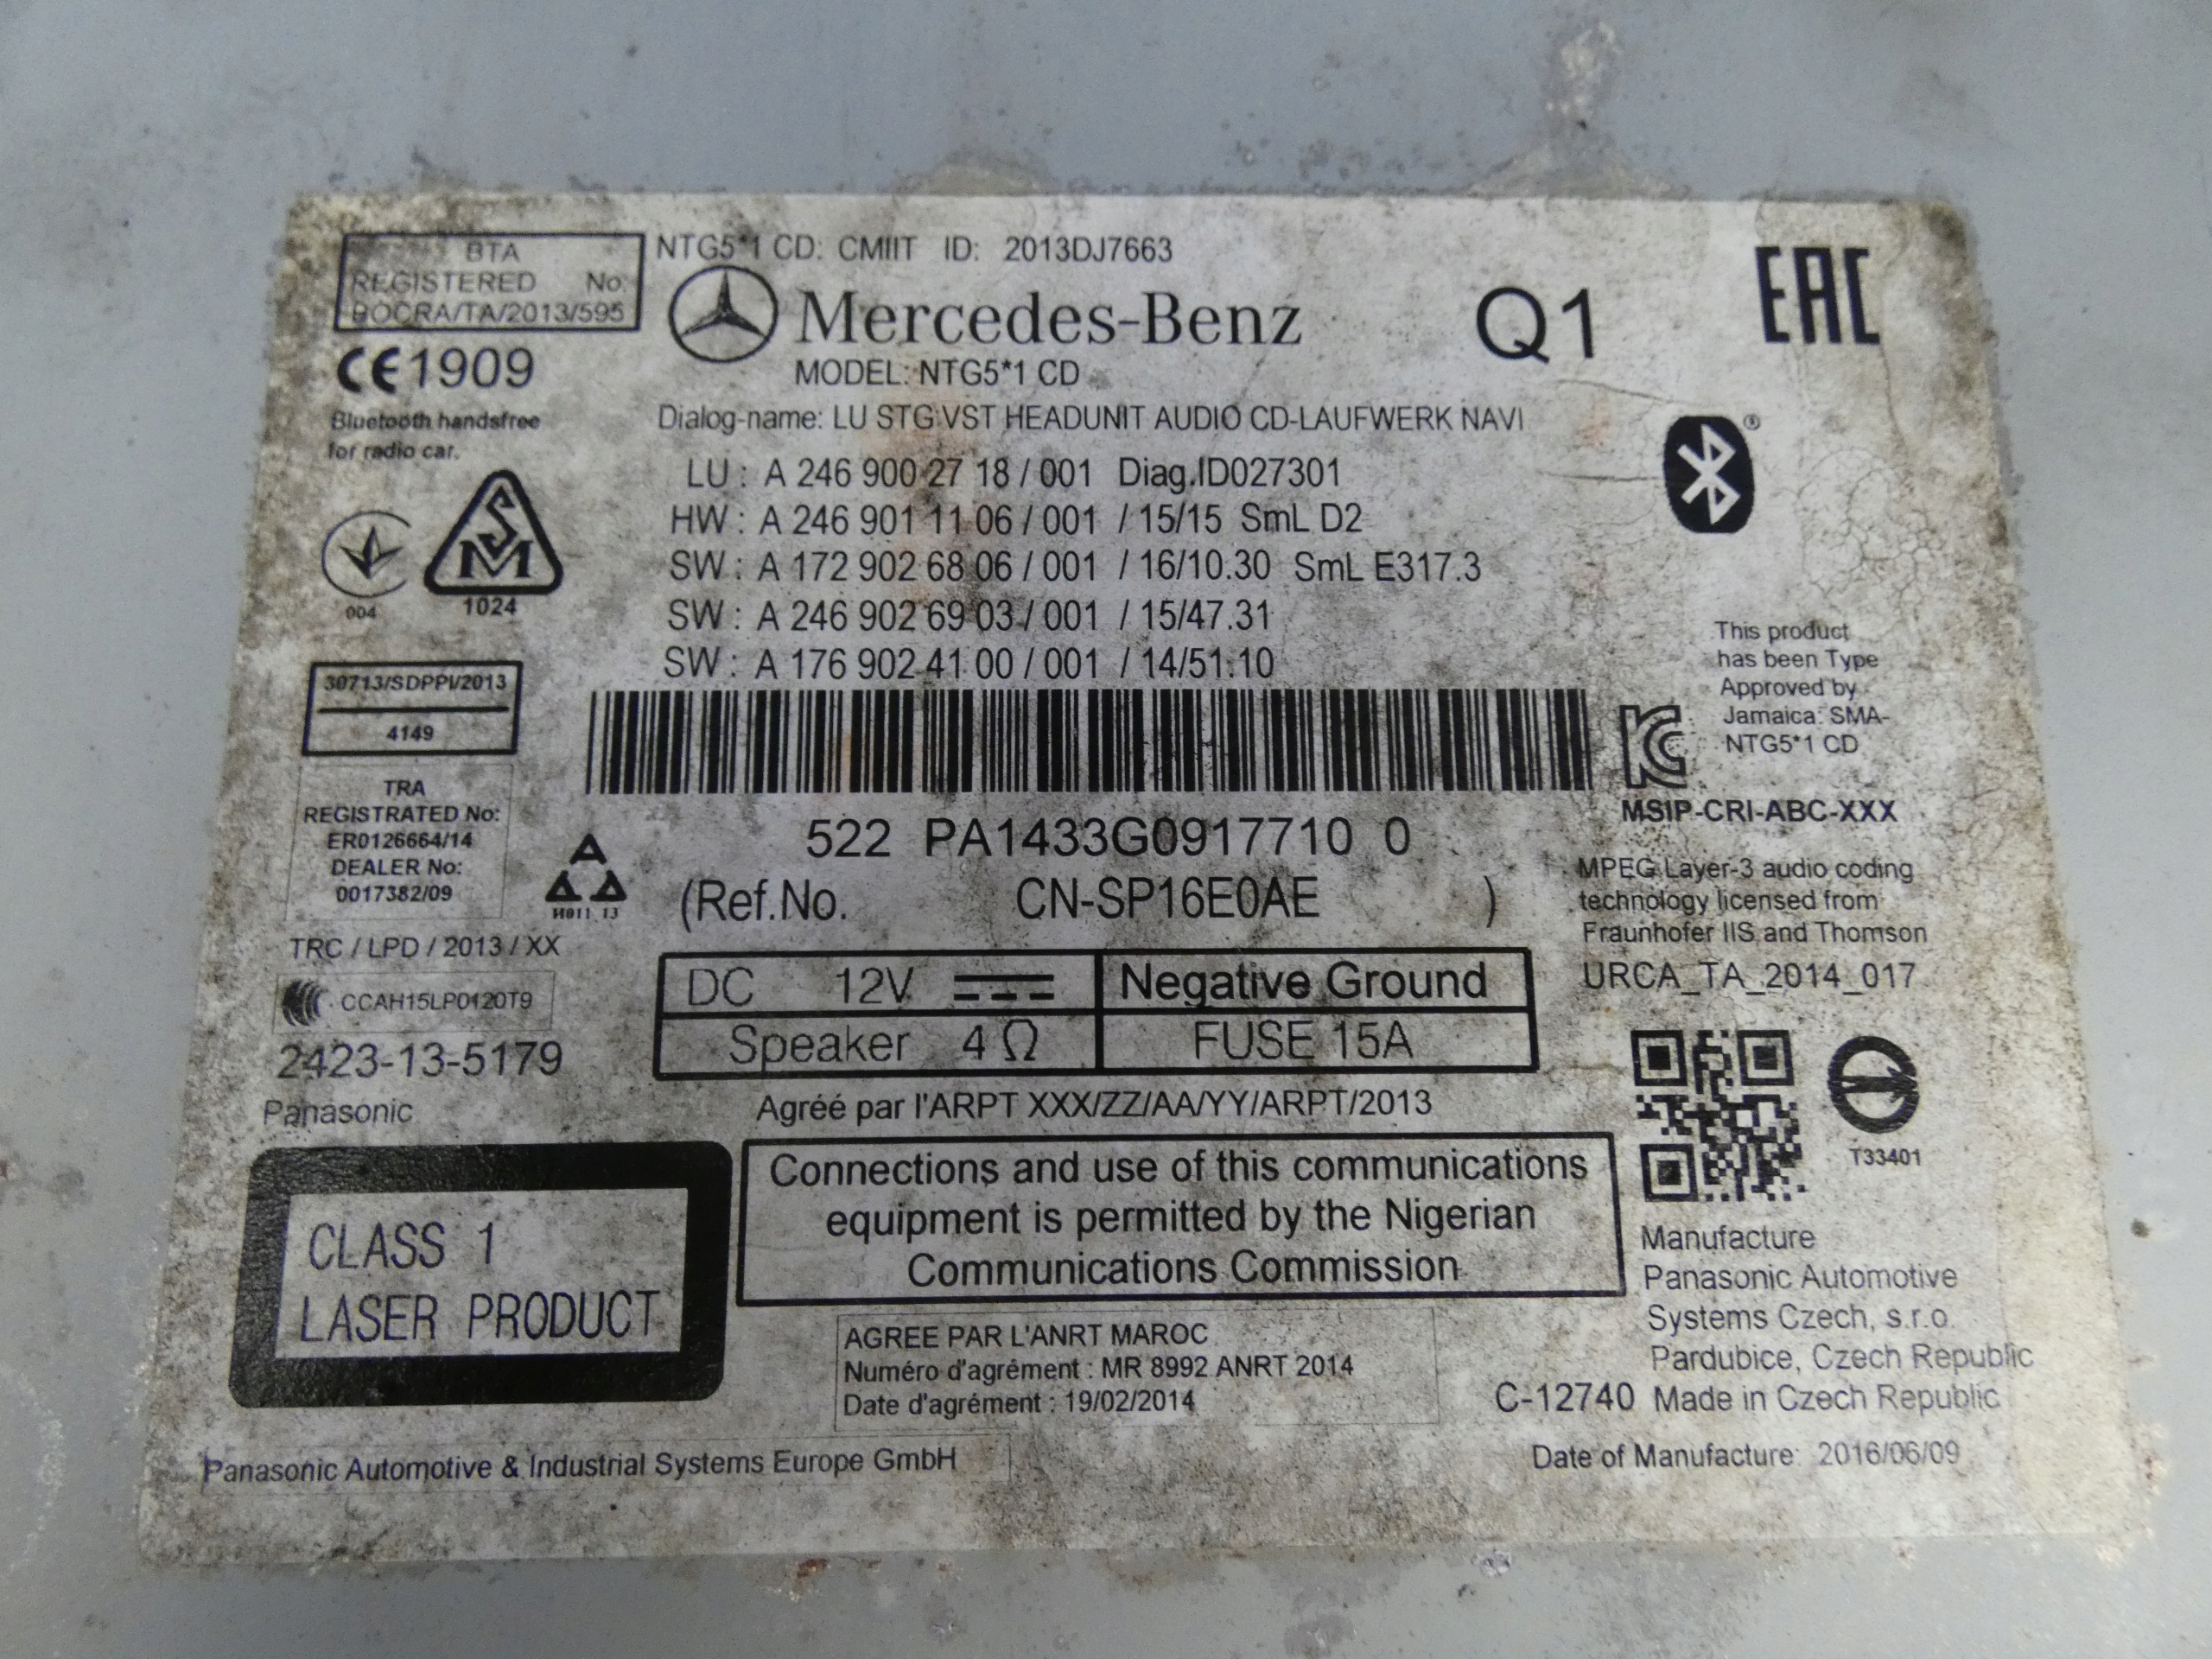 BTA
REGISTERED No:
BOCRA/TA/2013/595
NTG5*1 CD: CMIIT ID: 2013DJ7663
Mercedes-Benz
Q1
EAC
CE1909
MODEL: NTG5*1 CD
Bluetooth handsfree
for radio car.
Dialog-name: LU STG VST HEADUNIT AUDIO CD-LAUFWERK NAVI
LU : A 246 900 27 18 / 001 Diag.ID027301
HW : A 246 901 11 06 / 001 / 15/15 SmL D2
SW : A 172 902 68 06 / 001 / 16/10.30 SmL E317.3
SW : A 246 902 69 03 / 001 / 15/47.31
SW : A 176 902 41 00 / 001 / 14/51.10
004
SM
1024
This product
has been Type
Approved by
Jamaica: SMA-
NTG5*1 CD
30713/SDPPI/2013
4149
TRA
REGISTRATED No:
ER0126664/14
DEALER No:
0017382/09
KC
MSIP-CRI-ABC-XXX
522 PA1433G0917710 0
(Ref.No. CN-SP16E0AE )
H011 13
MPEG Layer-3 audio coding
technology licensed from
Fraunhofer IIS and Thomson
URCA_TA_2014_017
TRC / LPD / 2013 / XX
CCAH15LP0120T9
2423-13-5179
Panasonic
DC 12V Negative Ground
Speaker 4 Ω FUSE 15A
Agréé par l'ARPT XXX/ZZ/AA/YY/ARPT/2013
T33401
CLASS 1
LASER PRODUCT
Connections and use of this communications
equipment is permitted by the Nigerian
Communications Commission
Manufacture
Panasonic Automotive
Systems Czech, s.r.o.
Pardubice, Czech Republic
C-12740 Made in Czech Republic
AGREE PAR L'ANRT MAROC
Numéro d'agrément : MR 8992 ANRT 2014
Date d'agrément : 19/02/2014
Panasonic Automotive & Industrial Systems Europe GmbH
Date of Manufacture: 2016/06/09